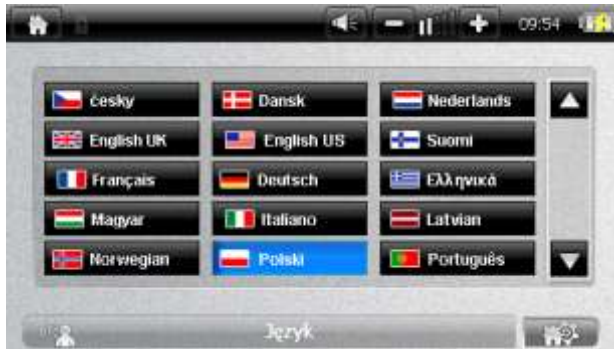 09:54
česky Dansk Nederlands
English UK English US Suomi
Français Deutsch Ελληνικά
Magyar Italiano Latvian
Norwegian Polski Português
Język